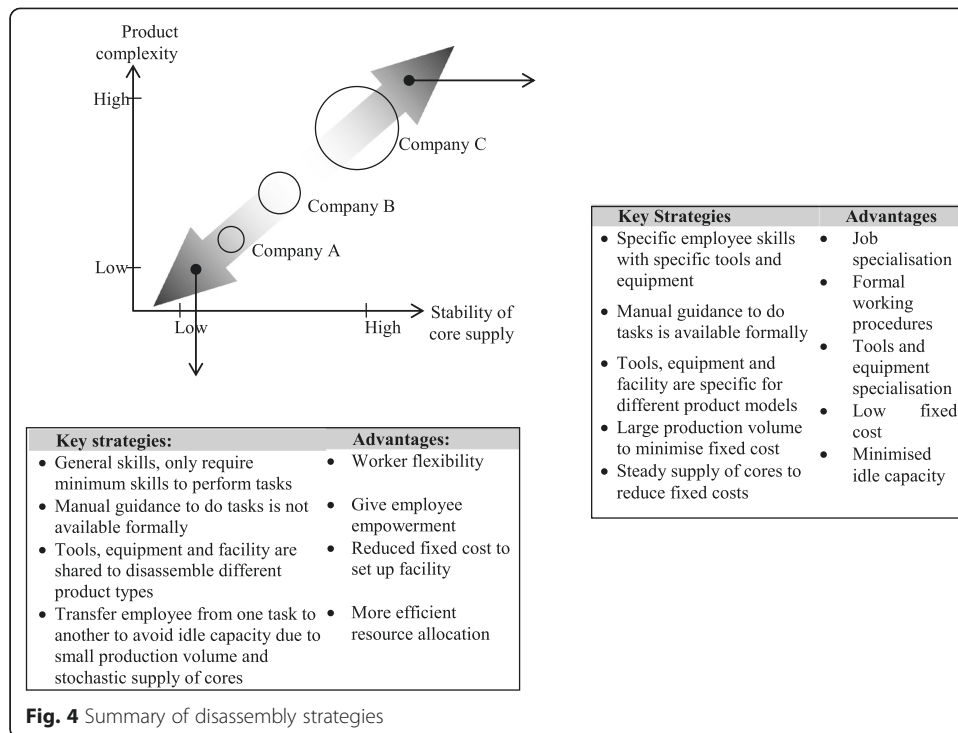 Product
complexity
High
Company C
Company B
Company A
Low
Low
High
Stability of
core supply
Key Strategies
• Specific employee skills
with specific tools and
equipment
• Manual guidance to do
tasks is available formally
• Tools, equipment and
facility are specific for
different product models
• Large production volume
to minimise fixed cost
• Steady supply of cores to
reduce fixed costs
Advantages
• Job
specialisation
• Formal
working
procedures
• Tools and
equipment
specialisation
• Low fixed
cost
• Minimised
idle capacity
Key strategies:
• General skills, only require
minimum skills to perform tasks
• Manual guidance to do tasks is not
available formally
• Tools, equipment and facility are
shared to disassemble different
product types
• Transfer employee from one task to
another to avoid idle capacity due to
small production volume and
stochastic supply of cores
Advantages:
• Worker flexibility
• Give employee
empowerment
• Reduced fixed cost to
set up facility
• More efficient
resource allocation
Fig. 4 Summary of disassembly strategies